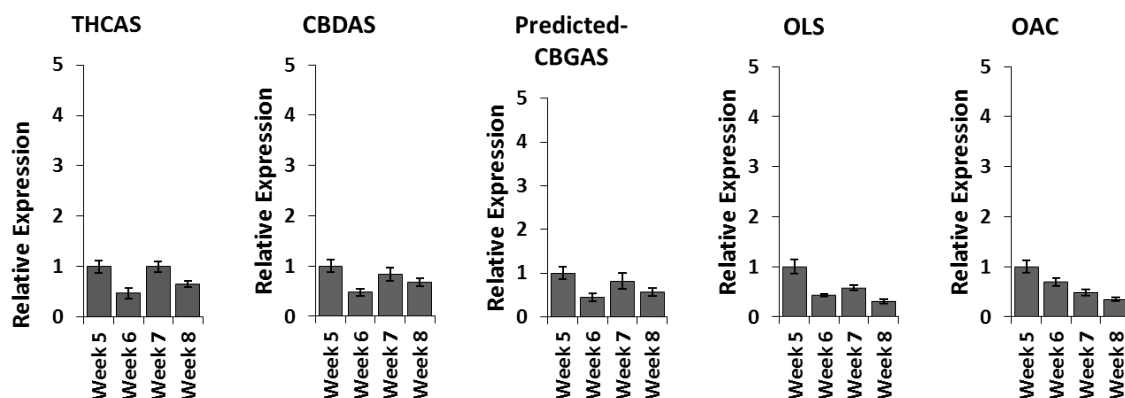 THCAS
5
4
3
2
1
0
Relative Expression
Week 5
Week 6
Week 7
Week 8
CBDAS
5
4
3
2
1
0
Relative Expression
Week 5
Week 6
Week 7
Week 8
Predicted-
CBGAS
5
4
3
2
1
0
Relative Expression
Week 5
Week 6
Week 7
Week 8
OLS
5
4
3
2
1
0
Relative Expression
Week 5
Week 6
Week 7
Week 8
OAC
5
4
3
2
1
0
Relative Expression
Week 5
Week 6
Week 7
Week 8